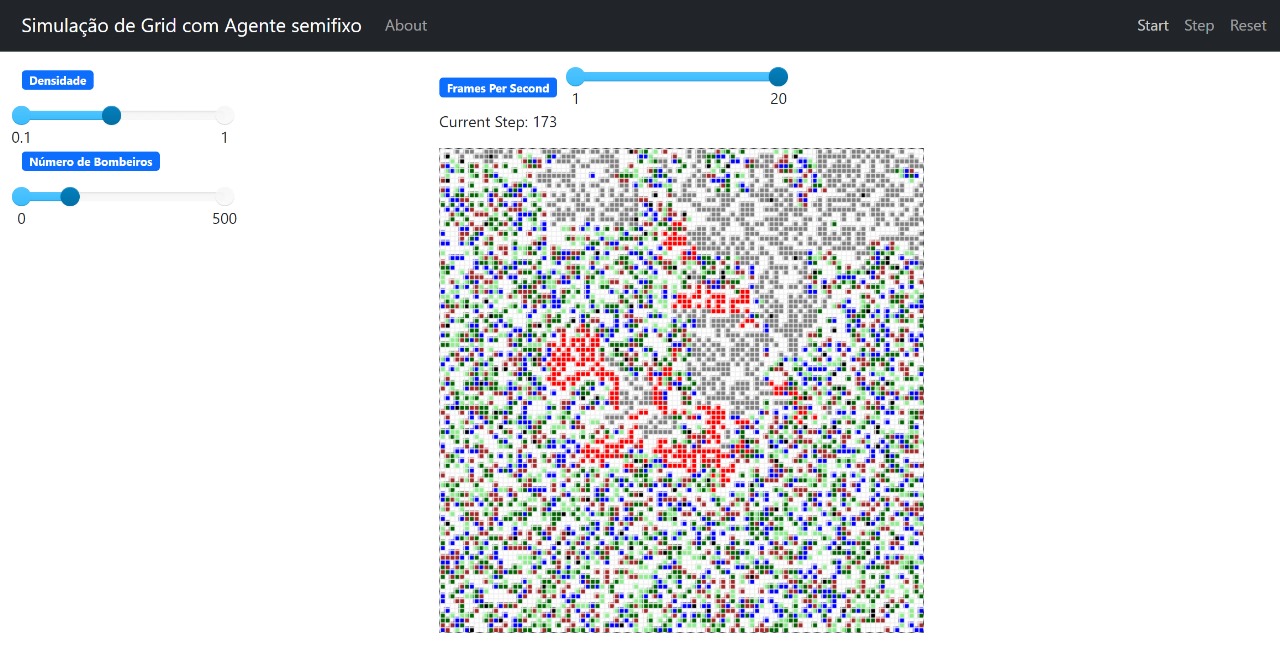 Simulação de Grid com Agente semifixo About Start Step Reset
Densidade
0.1 1
Número de Bombeiros
0 500
Frames Per Second
1 20
Current Step: 173